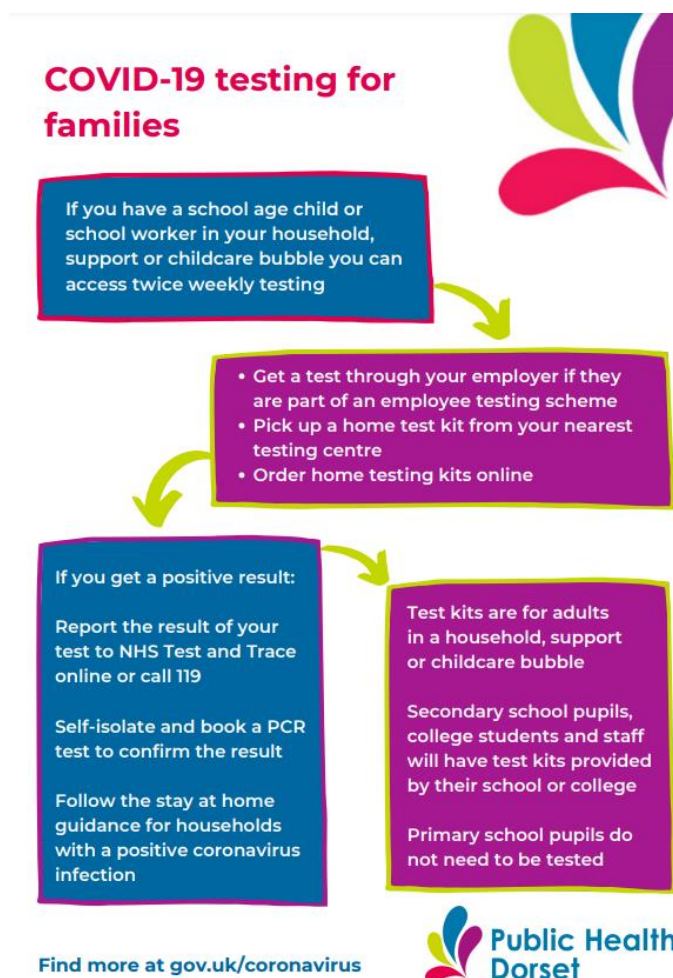 COVID-19 testing for
families
If you have a school age child or
school worker in your household,
support or childcare bubble you can
access twice weekly testing
• Get a test through your employer if they
are part of an employee testing scheme
• Pick up a home test kit from your nearest
testing centre
• Order home testing kits online
If you get a positive result:
Report the result of your
test to NHS Test and Trace
online or call 119
Self-isolate and book a PCR
test to confirm the result
Follow the stay at home
guidance for households
with a positive coronavirus
infection
Test kits are for adults
in a household, support
or childcare bubble
Secondary school pupils,
college students and staff
will have test kits provided
by their school or college
Primary school pupils do
not need to be tested
Find more at gov.uk/coronavirus
Public Health
Dorset